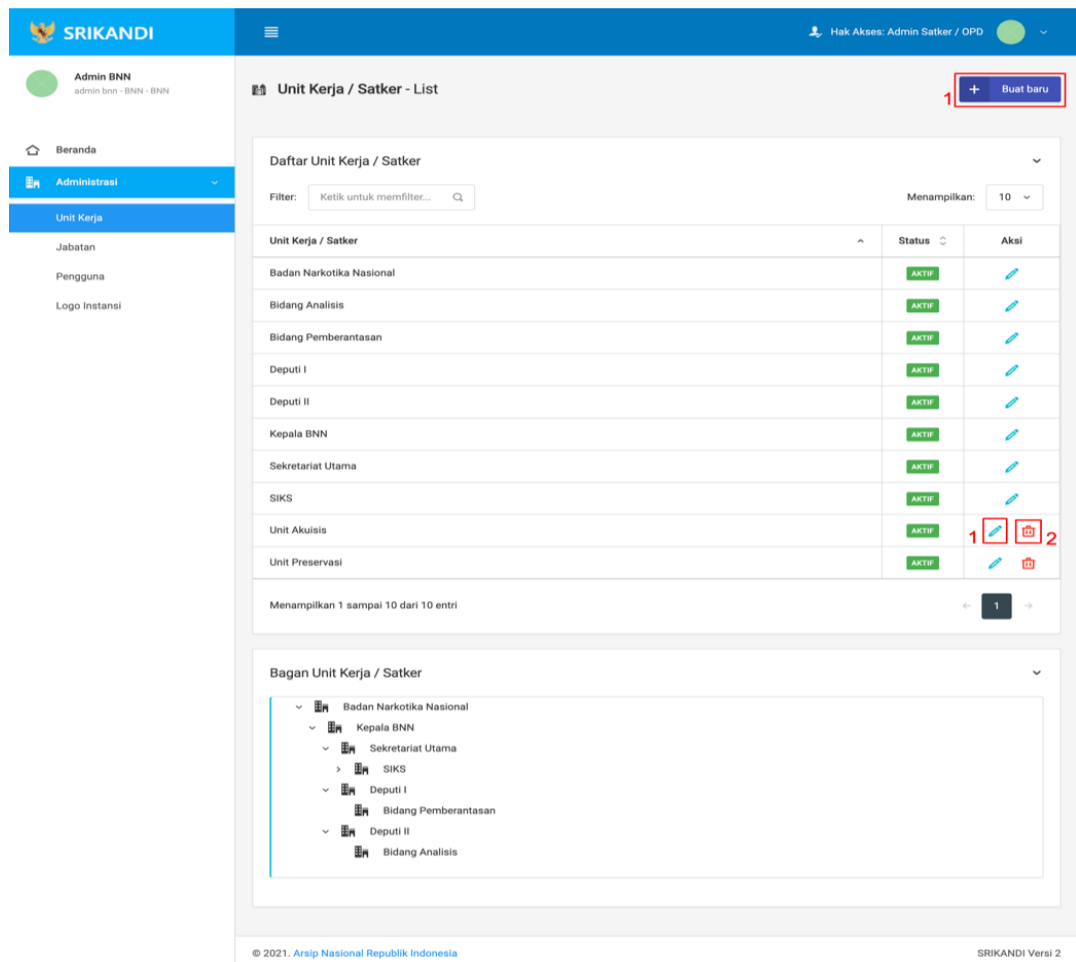 SRIKANDI
Hak Akses: Admin Satker / OPD
Admin BNN
admin bnn - BNN - BNN
Beranda
Administrasi
Unit Kerja
Jabatan
Pengguna
Logo Instansi
Unit Kerja / Satker - List
1
+ Buat baru
Daftar Unit Kerja / Satker
Filter: Ketik untuk memfilter... Menampilkan: 10
Unit Kerja / Satker Status Aksi
Badan Narkotika Nasional AKTIF
Bidang Analisis AKTIF
Bidang Pemberantasan AKTIF
Deputi I AKTIF
Deputi II AKTIF
Kepala BNN AKTIF
Sekretariat Utama AKTIF
SIKS AKTIF
Unit Akuisis AKTIF 1 2
Unit Preservasi AKTIF
Menampilkan 1 sampai 10 dari 10 entri ← 1 →
Bagan Unit Kerja / Satker
Badan Narkotika Nasional
Kepala BNN
Sekretariat Utama
SIKS
Deputi I
Bidang Pemberantasan
Deputi II
Bidang Analisis
© 2021. Arsip Nasional Republik Indonesia SRIKANDI Versi 2